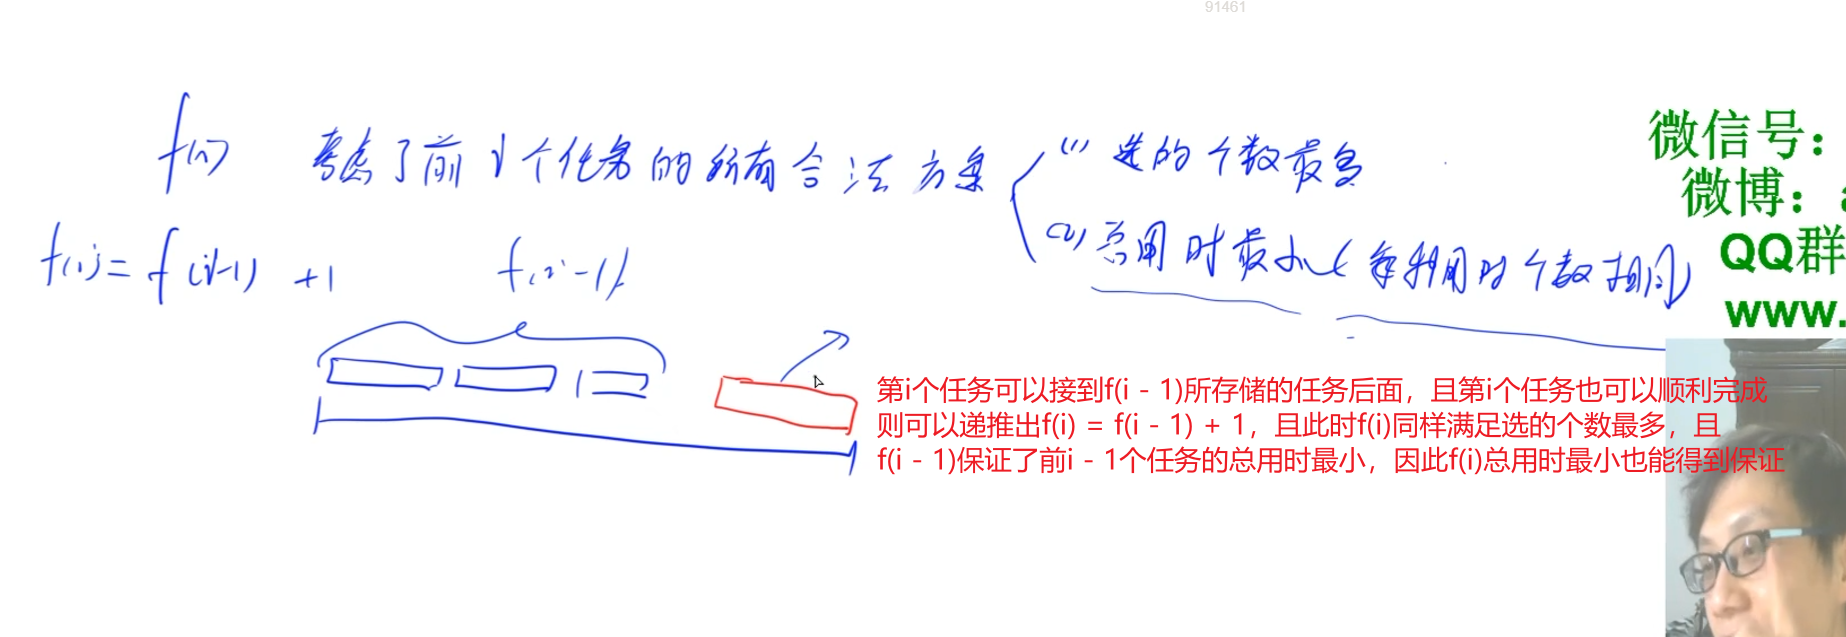 91461
f(i) 考虑了前i个任务的所有合法方案
(1) 选的个数最多
(2) 总用时最小(在利用时个数相同)
f(i) = f(i-1) +1
f(i-1)
第i个任务可以接到f(i - 1)所存储的任务后面，且第i个任务也可以顺利完成
则可以递推出f(i) = f(i - 1) + 1，且此时f(i)同样满足选的个数最多，且
f(i - 1)保证了前i - 1个任务的总用时最小，因此f(i)总用时最小也能得到保证
微信号：
微博：a
QQ群
www.